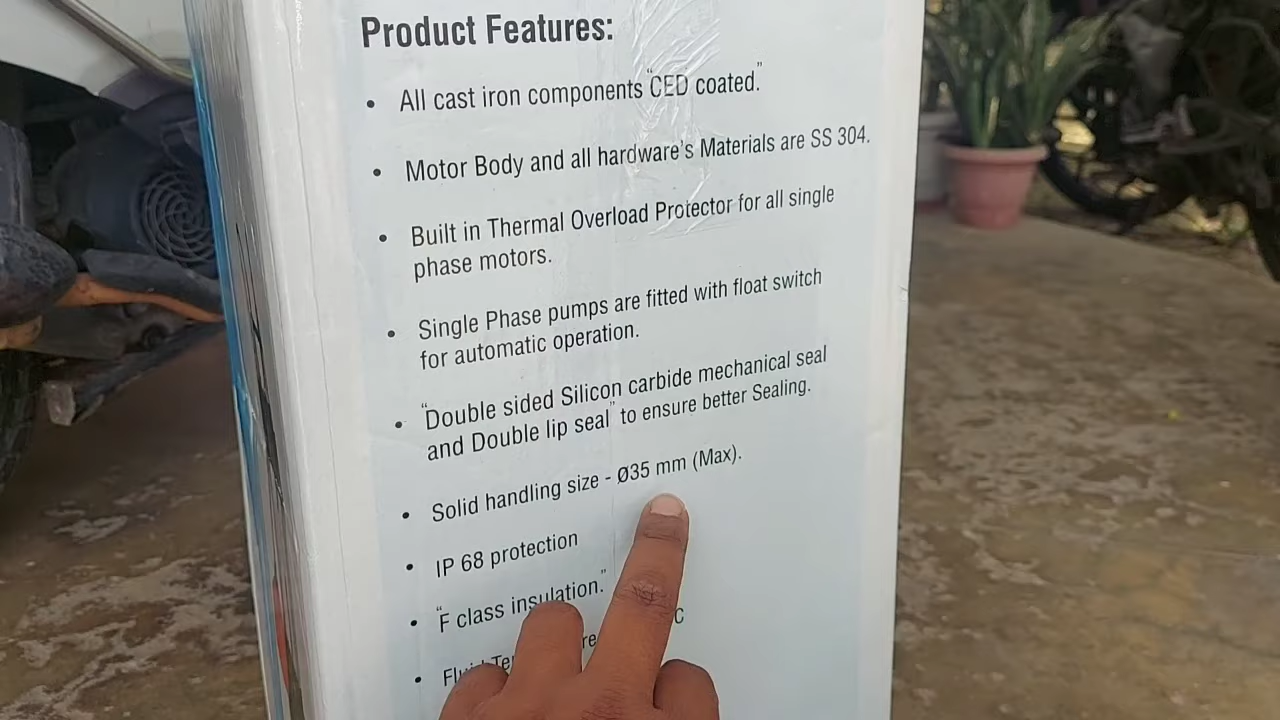 Product Features:
• All cast iron components "CED coated."
• Motor Body and all hardware's Materials are SS 304.
• Built in Thermal Overload Protector for all single
phase motors.
• Single Phase pumps are fitted with float switch
for automatic operation.
• "Double sided Silicon carbide mechanical seal
and Double lip seal" to ensure better Sealing.
• Solid handling size - Ø35 mm (Max).
• IP 68 protection
• "F class insulation."
•